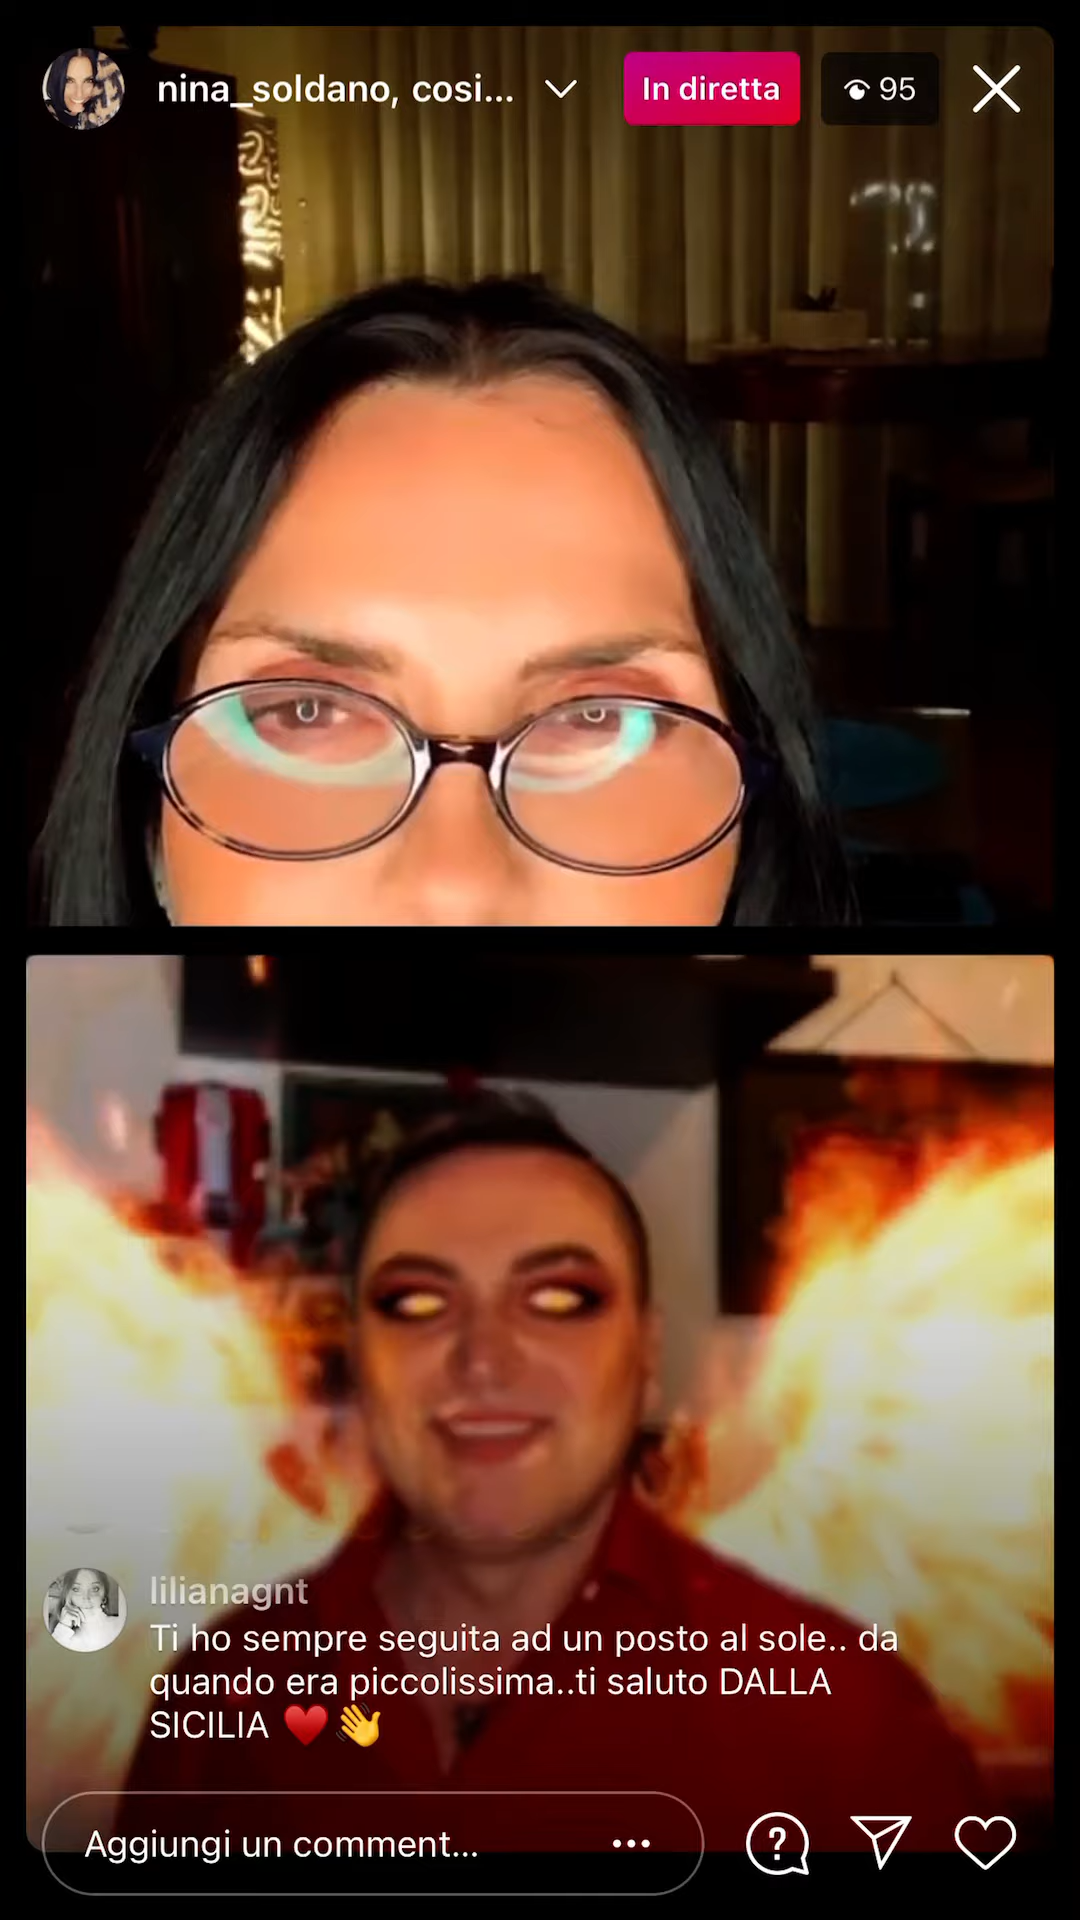 nina_soldano, cosi...
In diretta
95
lilianagnt
Ti ho sempre seguita ad un posto al sole.. da
quando era piccolissima..ti saluto DALLA
SICILIA ❤️👋
Aggiungi un comment...